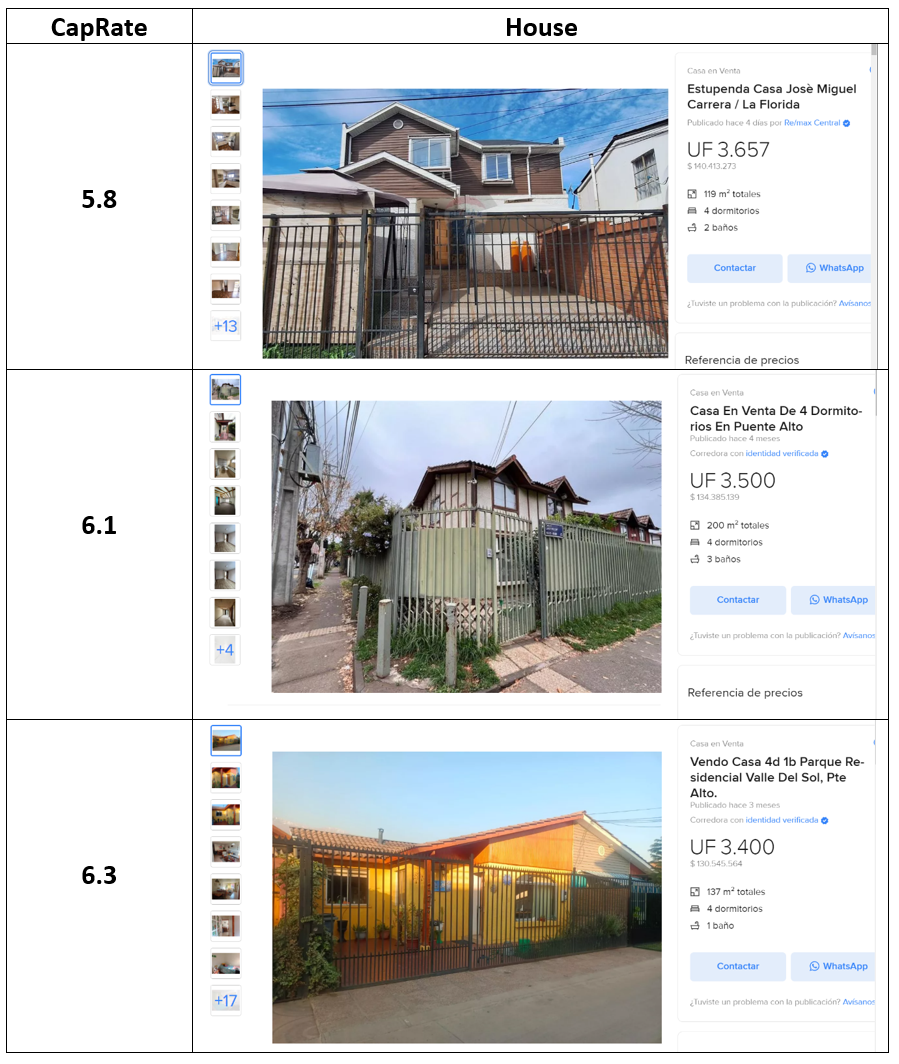 CapRate
House
5.8
+13
Casa en Venta
Estupenda Casa Josè Miguel
Carrera / La Florida
Publicado hace 4 días por Re/max Central
UF 3.657
$ 140.413.273
119 m² totales
4 dormitorios
2 baños
Contactar
WhatsApp
¿Tuviste un problema con la publicación? Avísanos
Referencia de precios
6.1
+4
Casa en Venta
Casa En Venta De 4 Dormito-
rios En Puente Alto
Publicado hace 4 meses
Corredora con identidad verificada
UF 3.500
$ 134.385.139
200 m² totales
4 dormitorios
3 baños
Contactar
WhatsApp
¿Tuviste un problema con la publicación? Avísanos
Referencia de precios
6.3
+17
Casa en Venta
Vendo Casa 4d 1b Parque Re-
sidencial Valle Del Sol, Pte
Alto.
Publicado hace 3 meses
Corredora con identidad verificada
UF 3.400
$ 130.545.564
137 m² totales
4 dormitorios
1 baño
Contactar
WhatsApp
¿Tuviste un problema con la publicación? Avísanos